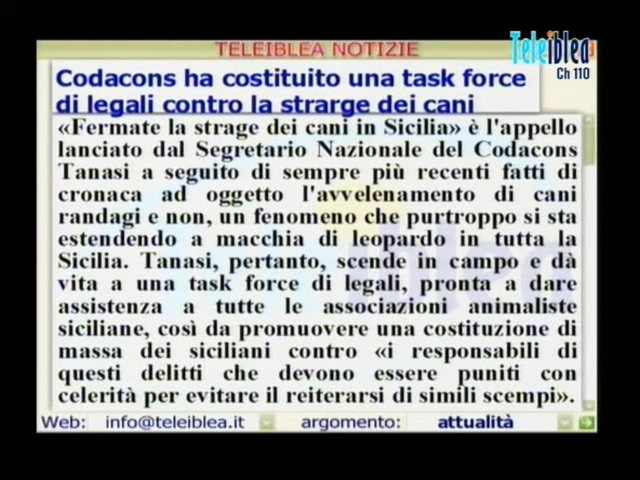 TELEIBLEA NOTIZIE
Teleiblea
Ch 110
Codacons ha costituito una task force
di legali contro la strarge dei cani
«Fermate la strage dei cani in Sicilia» è l'appello
lanciato dal Segretario Nazionale del Codacons
Tanasi a seguito di sempre più recenti fatti di
cronaca ad oggetto l'avvelenamento di cani
randagi e non, un fenomeno che purtroppo si sta
estendendo a macchia di leopardo in tutta la
Sicilia. Tanasi, pertanto, scende in campo e dà
vita a una task force di legali, pronta a dare
assistenza a tutte le associazioni animaliste
siciliane, così da promuovere una costituzione di
massa dei siciliani contro «i responsabili di
questi delitti che devono essere puniti con
celerità per evitare il reiterarsi di simili scempi».
Web: info@teleiblea.it argomento: attualità